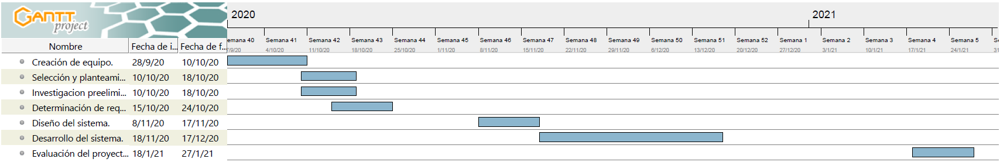 GANTT
project
2020
2021
emana 40 Semana 41 Semana 42 Semana 43 Semana 44 Semana 45 Semana 46 Semana 47 Semana 48 Semana 49 Semana 50 Semana 51 Semana 52 Semana 1 Semana 2 Semana 3 Semana 4 Semana 5 S
Nombre Fecha de i... Fecha de f...
7/9/20 4/10/20 11/10/20 18/10/20 25/10/20 1/11/20 8/11/20 15/11/20 22/11/20 29/11/20 6/12/20 13/12/20 20/12/20 27/12/20 3/1/21 10/1/21 17/1/21 24/1/21 31
Creación de equipo. 28/9/20 10/10/20
Selección y planteami... 10/10/20 18/10/20
Investigacion preelimi... 10/10/20 18/10/20
Determinación de req... 15/10/20 24/10/20
Diseño del sistema. 8/11/20 17/11/20
Desarrollo del sistema. 18/11/20 17/12/20
Evaluación del proyect... 18/1/21 27/1/21